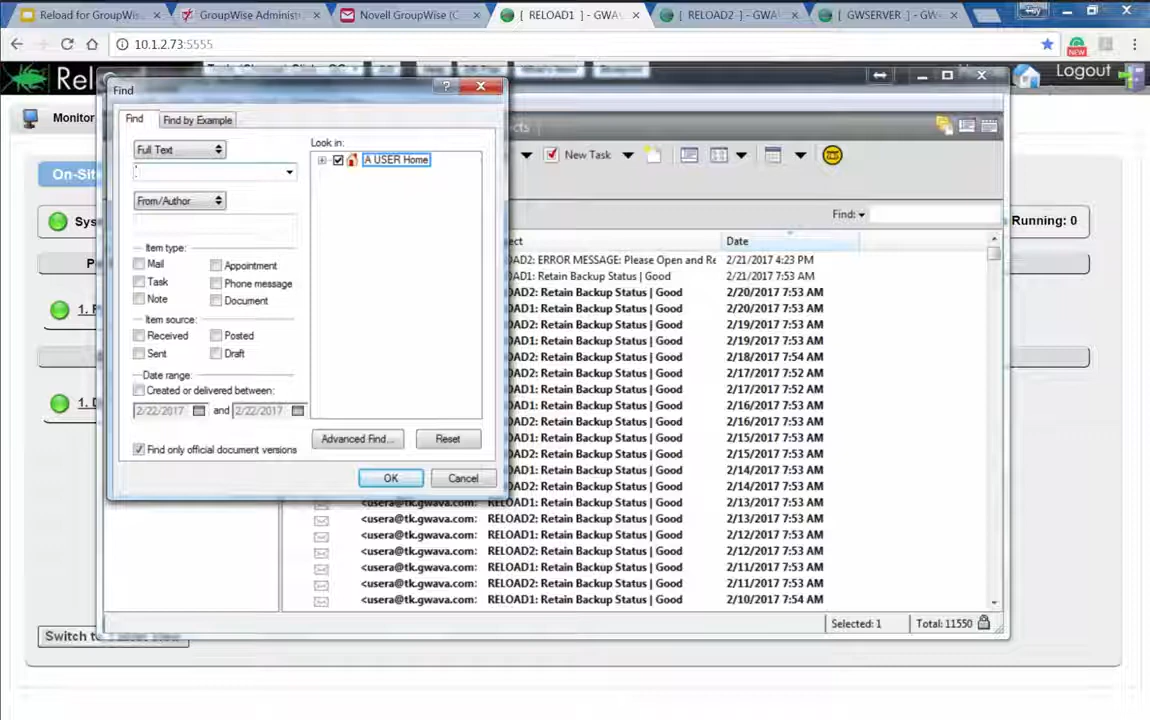 Reload for GroupWise
GroupWise Administ
Novell GroupWise (C
[ RELOAD1 ] - GWA
[ RELOAD2 ] - GWAV
[ GWSERVER ] - GW
10.1.2.73:5555
NEW
Rel
Logout
Find
Monitor
Find
Find by Example
cts
Full Text
Look in:
A USER Home
New Task
On-Sit
From/Author
Find:
Sys
Running: 0
Item type:
ect
Date
Mail
Appointment
OAD2: ERROR MESSAGE: Please Open and Re
2/21/2017 4:23 PM
Task
Phone message
OAD1: Retain Backup Status | Good
2/21/2017 7:53 AM
Note
Document
OAD2: Retain Backup Status | Good
2/20/2017 7:53 AM
1.
OAD1: Retain Backup Status | Good
2/20/2017 7:53 AM
Item source:
OAD2: Retain Backup Status | Good
2/19/2017 7:53 AM
Received
Posted
OAD1: Retain Backup Status | Good
2/19/2017 7:53 AM
Sent
Draft
OAD2: Retain Backup Status | Good
2/18/2017 7:54 AM
Date range:
OAD2: Retain Backup Status | Good
2/17/2017 7:52 AM
Created or delivered between:
OAD1: Retain Backup Status | Good
2/17/2017 7:52 AM
2/22/2017 and 2/22/2017
1.
OAD1: Retain Backup Status | Good
2/16/2017 7:53 AM
OAD2: Retain Backup Status | Good
2/16/2017 7:53 AM
Advanced Find...
Reset
OAD1: Retain Backup Status | Good
2/15/2017 7:53 AM
Find only official document versions
OAD2: Retain Backup Status | Good
2/15/2017 7:53 AM
OK
Cancel
OAD2: Retain Backup Status | Good
2/14/2017 7:53 AM
OAD1: Retain Backup Status | Good
2/14/2017 7:53 AM
<usera@tk.gwava.com:
RELOAD1: Retain Backup Status | Good
2/13/2017 7:53 AM
<usera@tk.gwava.com:
RELOAD2: Retain Backup Status | Good
2/13/2017 7:53 AM
<usera@tk.gwava.com:
RELOAD1: Retain Backup Status | Good
2/12/2017 7:53 AM
<usera@tk.gwava.com:
RELOAD2: Retain Backup Status | Good
2/12/2017 7:53 AM
<usera@tk.gwava.com:
RELOAD1: Retain Backup Status | Good
2/11/2017 7:53 AM
<usera@tk.gwava.com:
RELOAD2: Retain Backup Status | Good
2/11/2017 7:53 AM
<usera@tk.gwava.com:
RELOAD1: Retain Backup Status | Good
2/10/2017 7:54 AM
Selected: 1
Total: 11550
Switch t